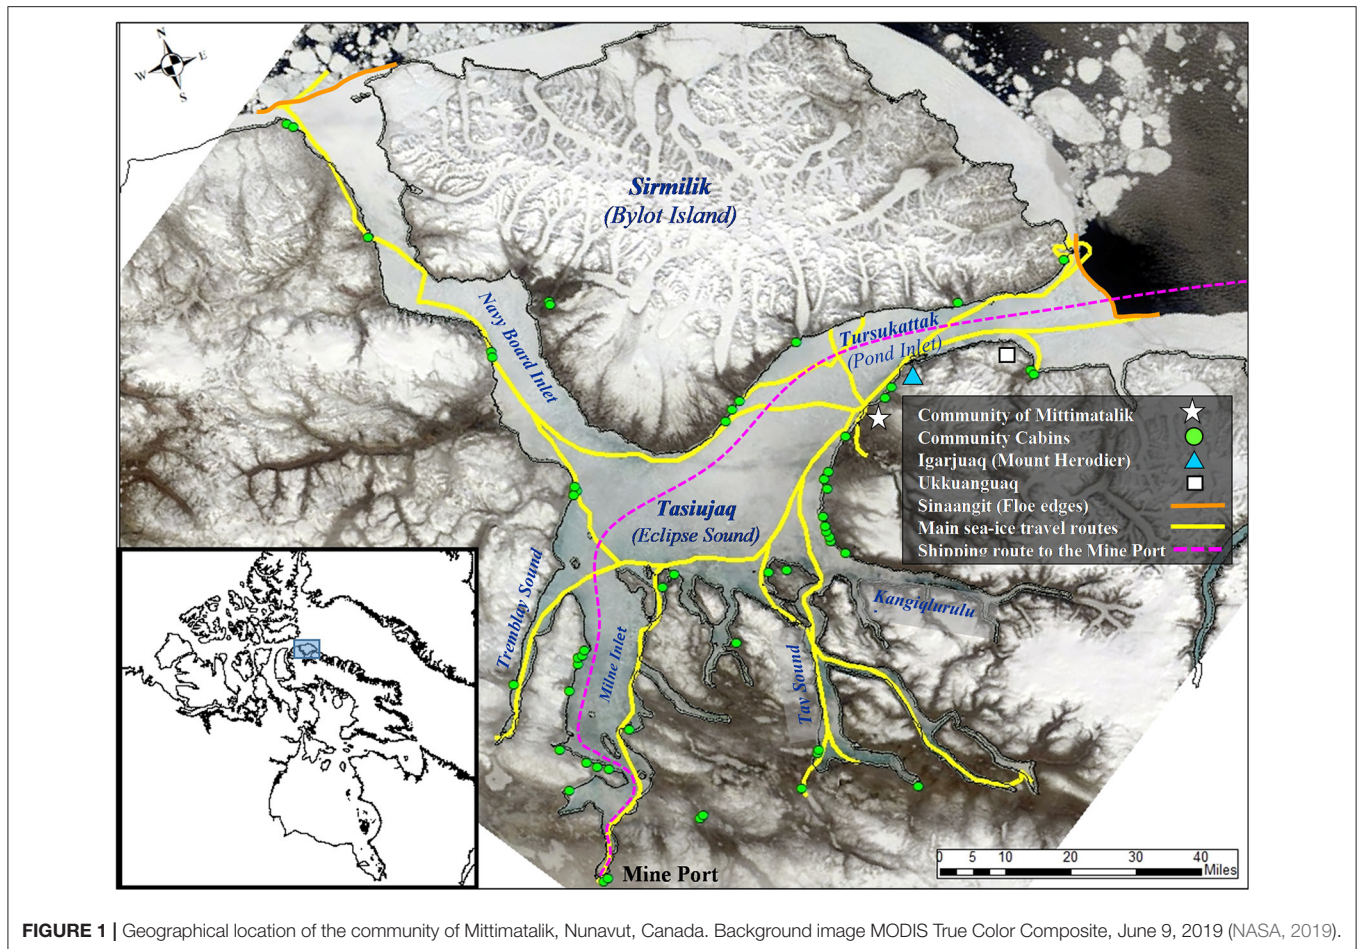 N
W E
S
Sirmilik
(Bylot Island)
Navy Board Inlet
Tursukattak
(Pond Inlet)
Community of Mittimatalik
Community Cabins
Igarjuaq (Mount Herodier)
Ukkuanguaq
Sinaangit (Floe edges)
Main sea-ice travel routes
Shipping route to the Mine Port
Tasiujaq
(Eclipse Sound)
Tremblay Sound
Milne Inlet
Tay Sound
Kangiqlurulu
Mine Port
0 5 10 20 30 40
Miles
FIGURE 1 | Geographical location of the community of Mittimatalik, Nunavut, Canada. Background image MODIS True Color Composite, June 9, 2019 (NASA, 2019).